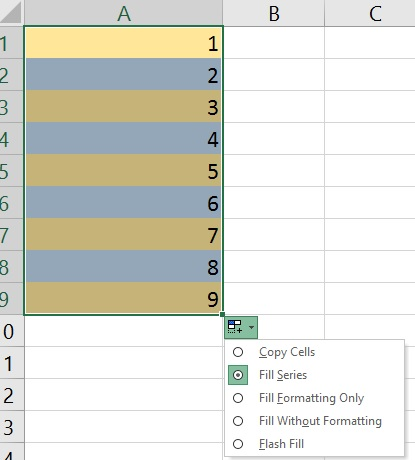 A B C
1 1
2 2
3 3
4 4
5 5
6 6
7 7
8 8
9 9
0
1 Copy Cells
2 Fill Series
Fill Formatting Only
3 Fill Without Formatting
4 Flash Fill